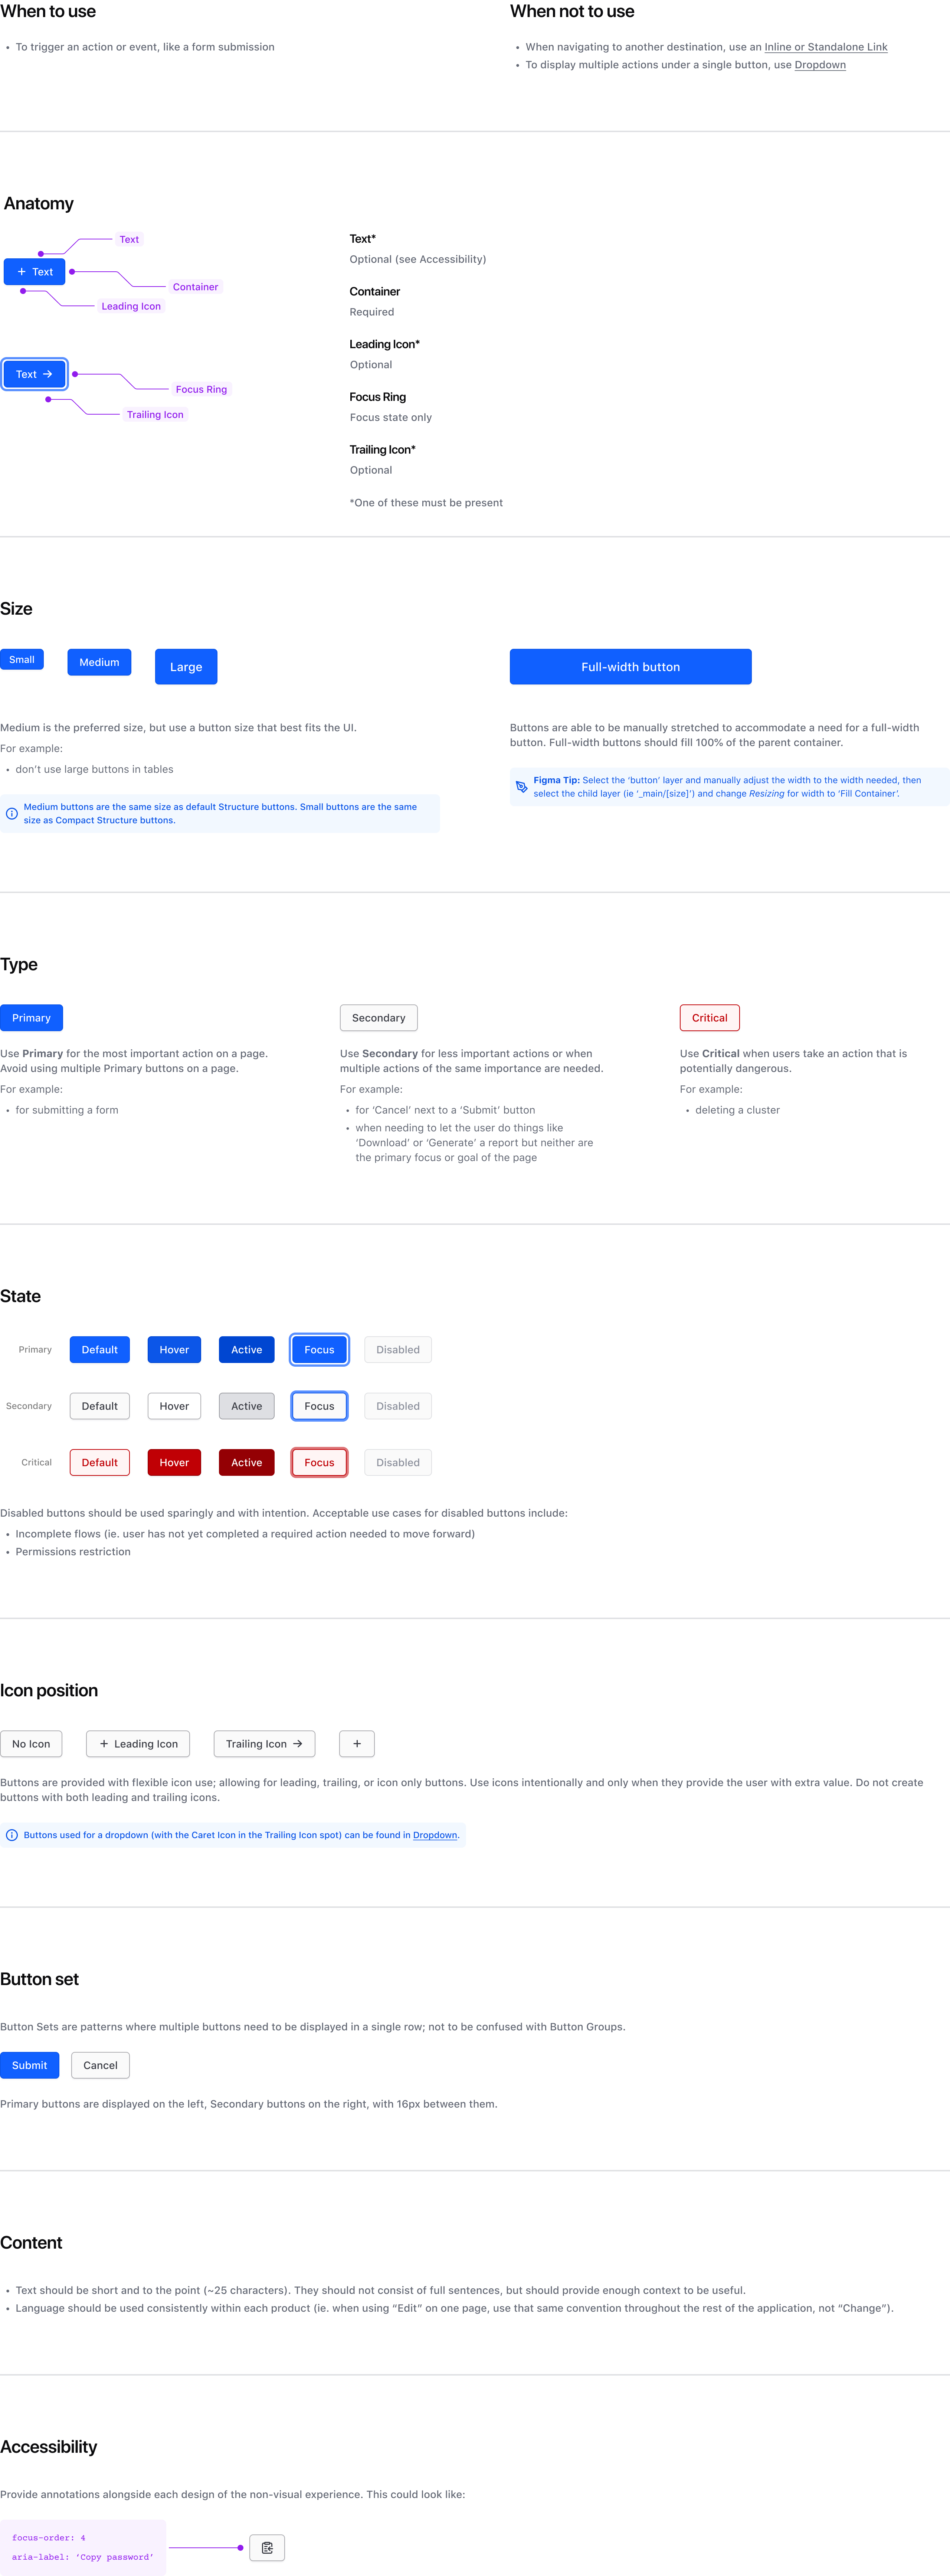 When to use
• To trigger an action or event, like a form submission
When not to use
• When navigating to another destination, use an Inline or Standalone Link
• To display multiple actions under a single button, use Dropdown
Anatomy
Text
+ Text
Container
Leading Icon
Text →
Focus Ring
Trailing Icon
Text*
Optional (see Accessibility)
Container
Required
Leading Icon*
Optional
Focus Ring
Focus state only
Trailing Icon*
Optional
*One of these must be present
Size
Small
Medium
Large
Medium is the preferred size, but use a button size that best fits the UI.
For example:
• don’t use large buttons in tables
Medium buttons are the same size as default Structure buttons. Small buttons are the same
size as Compact Structure buttons.
Full-width button
Buttons are able to be manually stretched to accommodate a need for a full-width
button. Full-width buttons should fill 100% of the parent container.
Figma Tip: Select the ‘button’ layer and manually adjust the width to the width needed, then
select the child layer (ie ‘_main/[size]’) and change Resizing for width to ‘Fill Container’.
Type
Primary
Use Primary for the most important action on a page.
Avoid using multiple Primary buttons on a page.
For example:
• for submitting a form
Secondary
Use Secondary for less important actions or when
multiple actions of the same importance are needed.
For example:
• for ‘Cancel’ next to a ‘Submit’ button
• when needing to let the user do things like
‘Download’ or ‘Generate’ a report but neither are
the primary focus or goal of the page
Critical
Use Critical when users take an action that is
potentially dangerous.
For example:
• deleting a cluster
State
Primary Default Hover Active Focus Disabled
Secondary Default Hover Active Focus Disabled
Critical Default Hover Active Focus Disabled
Disabled buttons should be used sparingly and with intention. Acceptable use cases for disabled buttons include:
• Incomplete flows (ie. user has not yet completed a required action needed to move forward)
• Permissions restriction
Icon position
No Icon + Leading Icon Trailing Icon → +
Buttons are provided with flexible icon use; allowing for leading, trailing, or icon only buttons. Use icons intentionally and only when they provide the user with extra value. Do not create
buttons with both leading and trailing icons.
Buttons used for a dropdown (with the Caret Icon in the Trailing Icon spot) can be found in Dropdown.
Button set
Button Sets are patterns where multiple buttons need to be displayed in a single row; not to be confused with Button Groups.
Submit Cancel
Primary buttons are displayed on the left, Secondary buttons on the right, with 16px between them.
Content
• Text should be short and to the point (~25 characters). They should not consist of full sentences, but should provide enough context to be useful.
• Language should be used consistently within each product (ie. when using “Edit” on one page, use that same convention throughout the rest of the application, not “Change”).
Accessibility
Provide annotations alongside each design of the non-visual experience. This could look like:
focus-order: 4
aria-label: ‘Copy password’